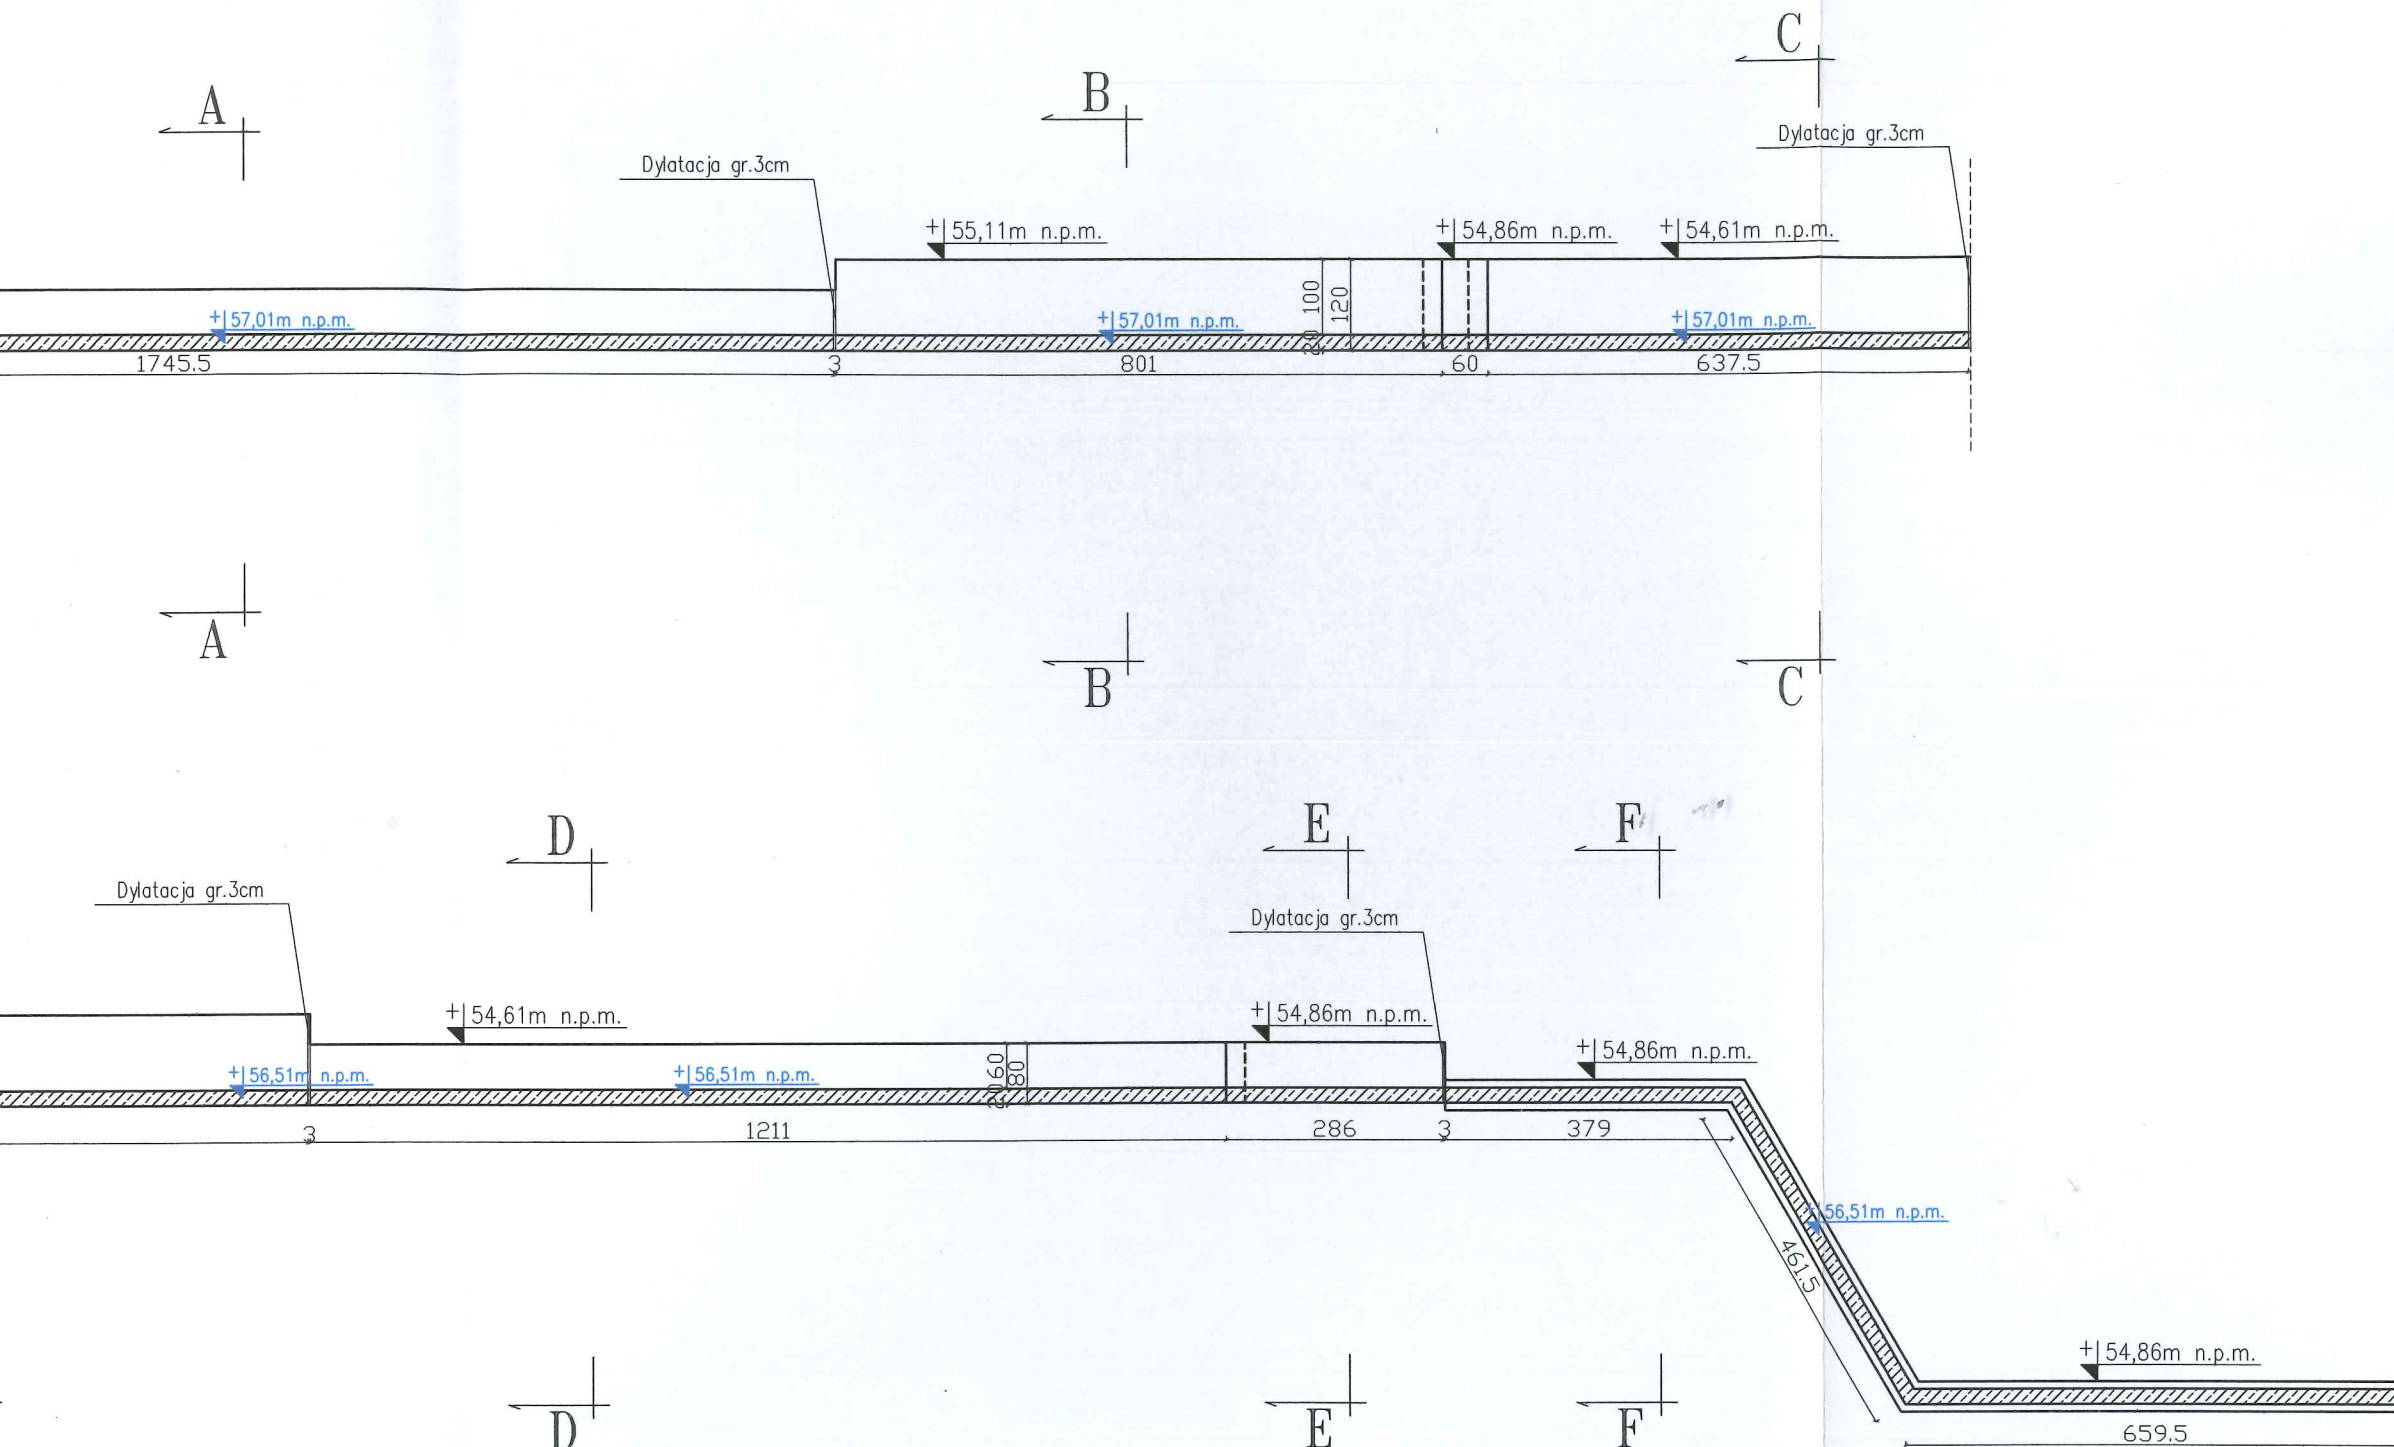 C
A
B
Dylatacja gr.3cm
Dylatacja gr.3cm
+55,11m n.p.m.
+54,86m n.p.m.
+54,61m n.p.m.
+57,01m n.p.m.
+57,01m n.p.m.
+57,01m n.p.m.
100
120
20
1745.5
3
801
60
637.5
A
B
C
D
E
F
Dylatacja gr.3cm
Dylatacja gr.3cm
+54,61m n.p.m.
+54,86m n.p.m.
+54,86m n.p.m.
+56,51m n.p.m.
+56,51m n.p.m.
60
80
20
3
1211
286
3
379
+56,51m n.p.m.
461.5
+54,86m n.p.m.
D
E
F
659.5